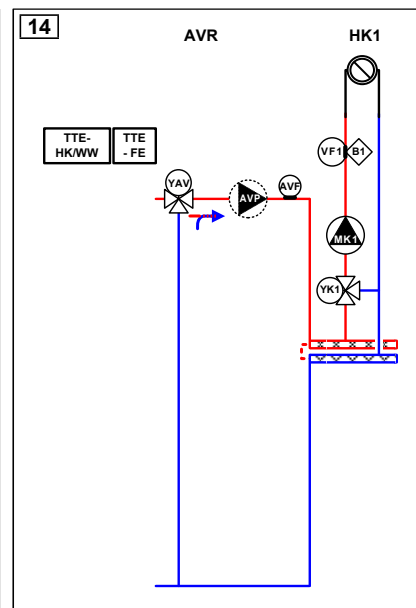 14
AVR HK1
TTE-
HK/WW
TTE
- FE
VF1 B1
YAV
AVP
AVF
MK1
YK1